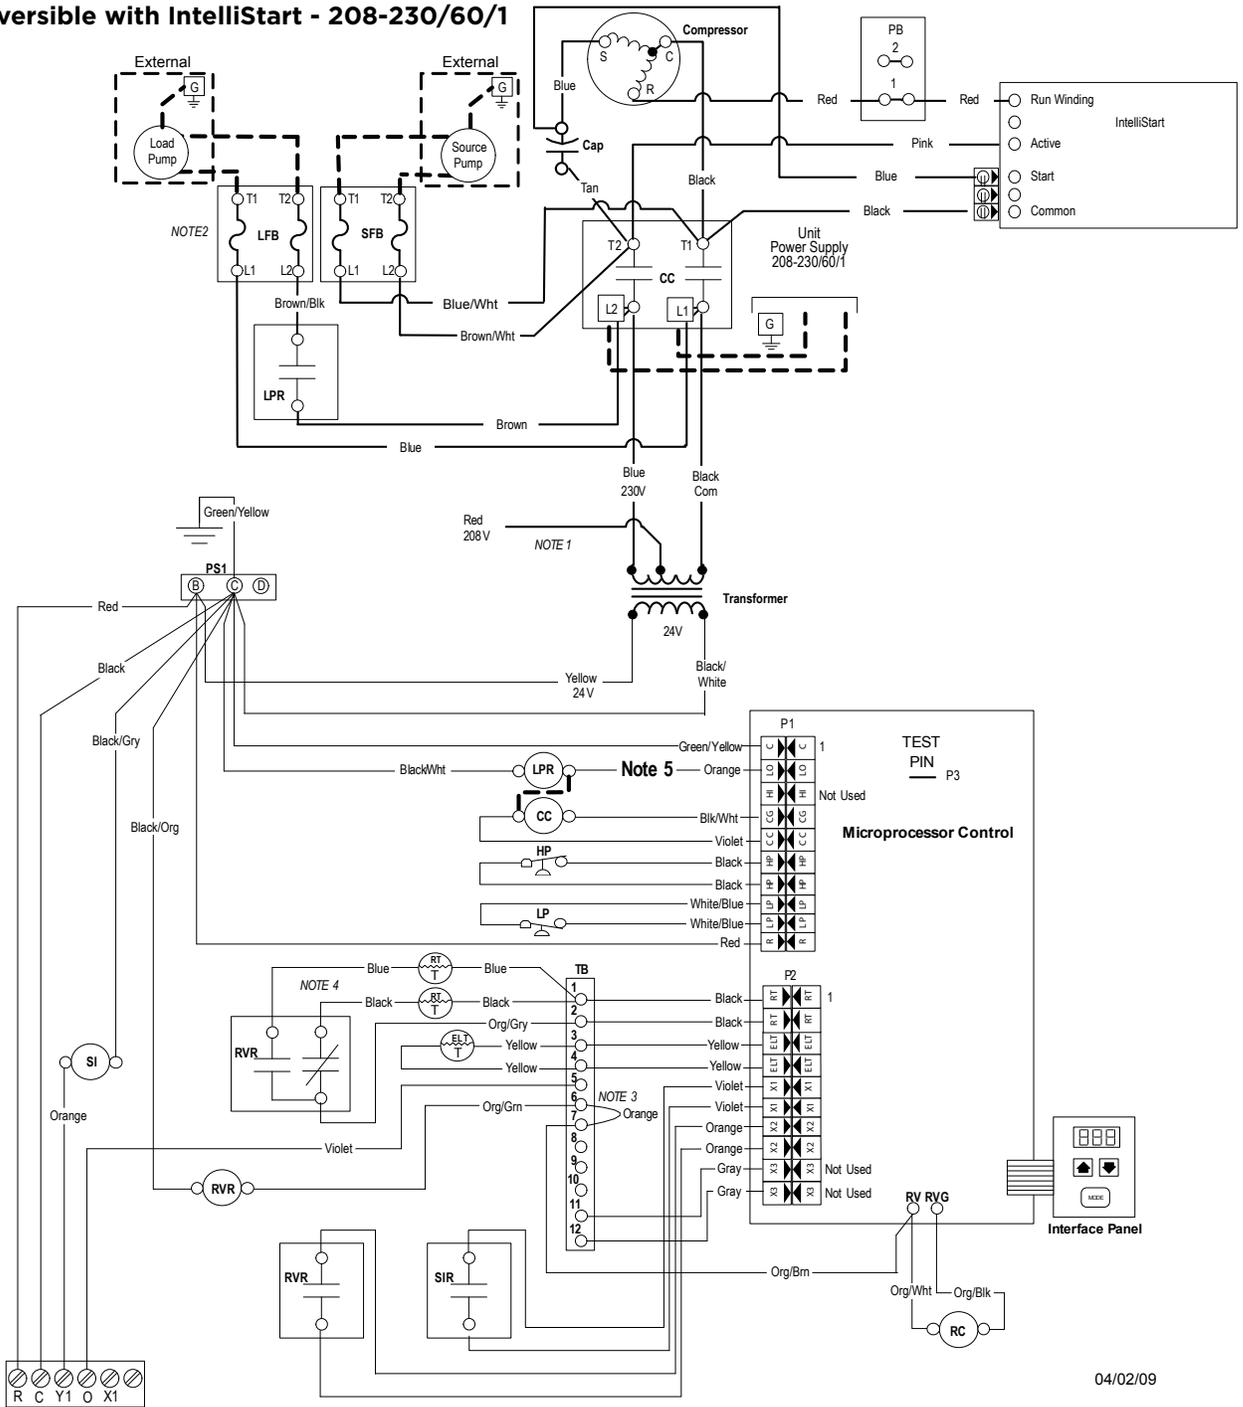 versible with IntelliStart - 208-230/60/1
External
External
Compressor
PB
2
1
G
G
S
C
R
Blue
Red
Red
Run Winding
IntelliStart
Load
Pump
Source
Pump
Cap
Pink
Active
Tan
Black
Blue
Start
Black
Common
NOTE2
T1
T2
LFB
L1
L2
T1
T2
SFB
L1
L2
T2
T1
CC
L2
L1
Unit
Power Supply
208-230/60/1
G
Brown/Blk
Blue/Wht
Brown/Wht
LPR
Brown
Blue
Blue
230V
Black
Com
Green/Yellow
Red
208 V
NOTE 1
PS1
B
C
D
Red
Transformer
24V
Black
Yellow
24 V
Black/
White
Black/Gry
Black/Org
P1
TEST
PIN
P3
Green/Yellow
C
C
1
BlackWht
LPR
Note 5
Orange
LO
LO
HI
HI
Not Used
CC
Blk/Wht
CG
CG
Microprocessor Control
Violet
CC
CC
HP
Black
HP
HP
Black
HP
HP
White/Blue
LP
LP
LP
White/Blue
LP
LP
Red
R
R
NOTE 4
Blue
RT
T
Blue
TB
P2
Black
RT
T
Black
1
Black
RT
RT
1
Org/Gry
2
Black
RT
RT
RVR
ELT
T
Yellow
3
Yellow
ELT
ELT
Yellow
4
Yellow
ELT
ELT
SI
5
Violet
X1
X1
Org/Grn
6
NOTE 3
Violet
X1
X1
Orange
Orange
7
Orange
X2
X2
Violet
8
Orange
X2
X2
9
Gray
X3
X3
Not Used
RVR
10
Gray
X3
X3
Not Used
11
12
RV
RVG
MODE
Interface Panel
RVR
SIR
Org/Brn
Org/Wht
Org/Blk
RC
R
C
Y1
O
X1
04/02/09